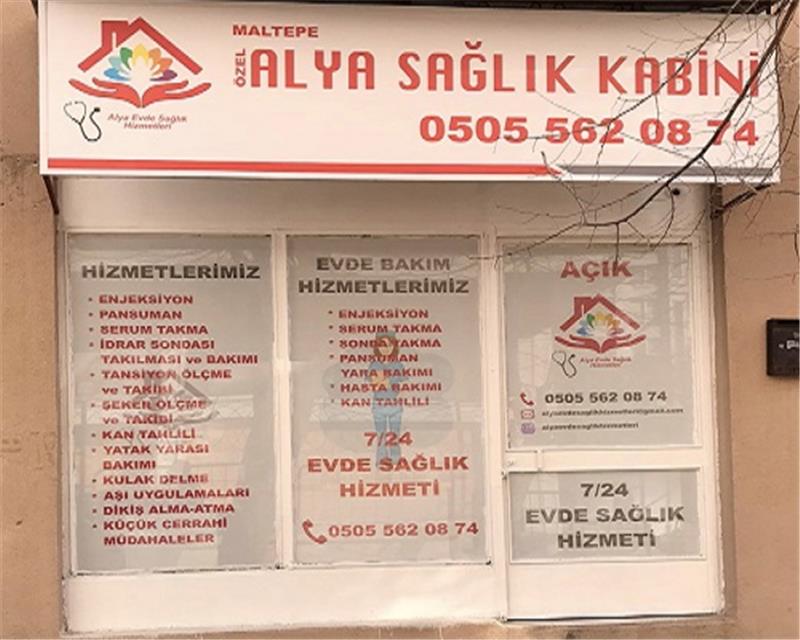 MALTEPE
ÖZEL ALYA SAĞLIK KABİNİ
0505 562 08 74
Alya Evde Sağlık
Hizmetleri
HİZMETLERİMİZ
• ENJEKSİYON
• PANSUMAN
• SERUM TAKMA
• İDRAR SONDASI
TAKILMASI ve BAKIMI
• TANSİYON ÖLÇME
ve TAKİBİ
• ŞEKER ÖLÇME
ve TAKİBİ
• KAN TAHLİLİ
• YATAK YARASI
BAKIMI
• KULAK DELME
• AŞI UYGULAMALARI
• DİKİŞ ALMA-ATMA
• KÜÇÜK CERRAHİ
MÜDAHALELER
EVDE BAKIM
HİZMETLERİMİZ
* ENJEKSİYON
* SERUM TAKMA
* SONDA TAKMA
* PANSUMAN
YARA BAKIMI
* HASTA BAKIMI
* KAN TAHLİLİ
7/24
EVDE SAĞLIK
HİZMETİ
0505 562 08 74
AÇIK
Alya Evde Sağlık
Hizmetleri
0505 562 08 74
alyaevdesaglikhizmetleri@gmail.com
alyaevdesaglikhizmetleri
7/24
EVDE SAĞLIK
HİZMETİ